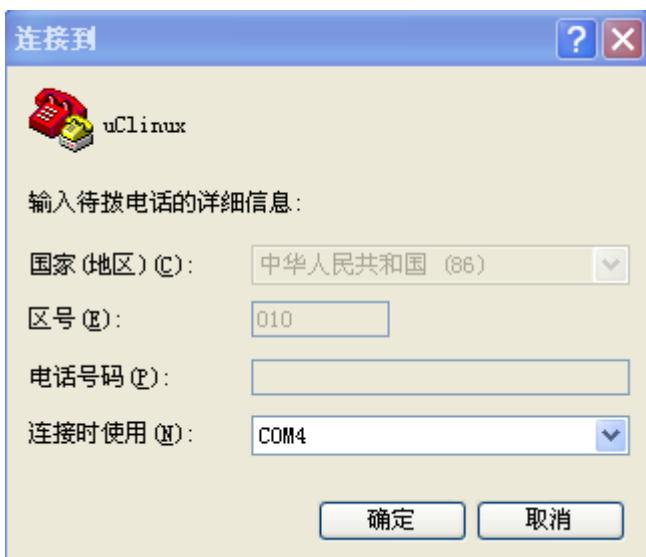 连接到
uClinux
输入待拨电话的详细信息:
国家(地区)(C): 中华人民共和国 (86)
区号(E): 010
电话号码(P):
连接时使用(N): COM4
确定 取消